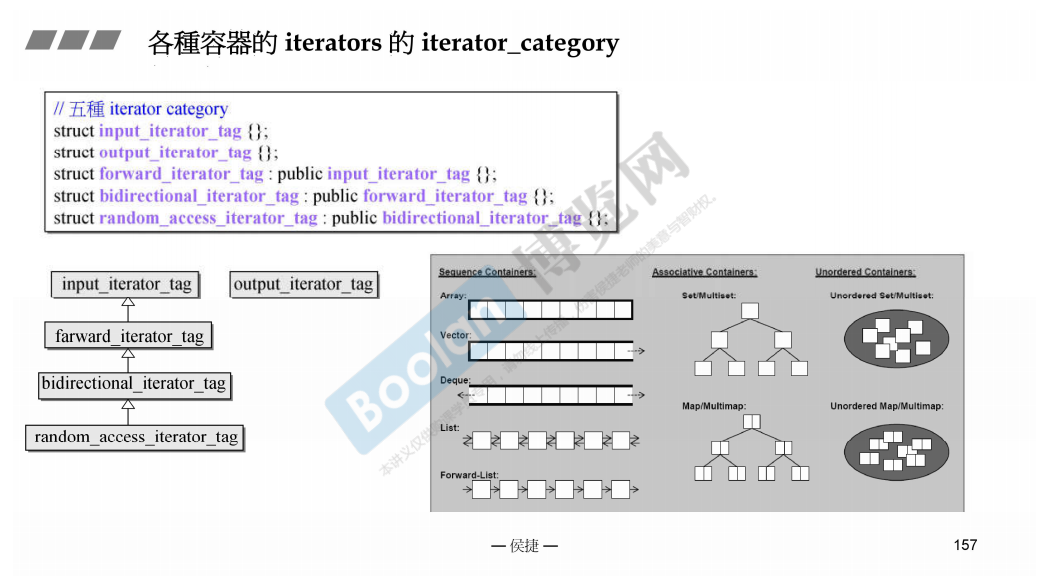 各種容器的 iterators 的 iterator_category
// 五種 iterator category
struct input_iterator_tag {};
struct output_iterator_tag {};
struct forward_iterator_tag : public input_iterator_tag {};
struct bidirectional_iterator_tag : public forward_iterator_tag {};
struct random_access_iterator_tag : public bidirectional_iterator_tag {};
input_iterator_tag
output_iterator_tag
farward_iterator_tag
bidirectional_iterator_tag
random_access_iterator_tag
Sequence Containers:
Array:
Vector:
Deque:
List:
Forward-List:
Associative Containers:
Set/Multiset:
Map/Multimap:
Unordered Containers:
Unordered Set/Multiset:
Unordered Map/Multimap:
Boolan 博览网
— 侯捷 —
157